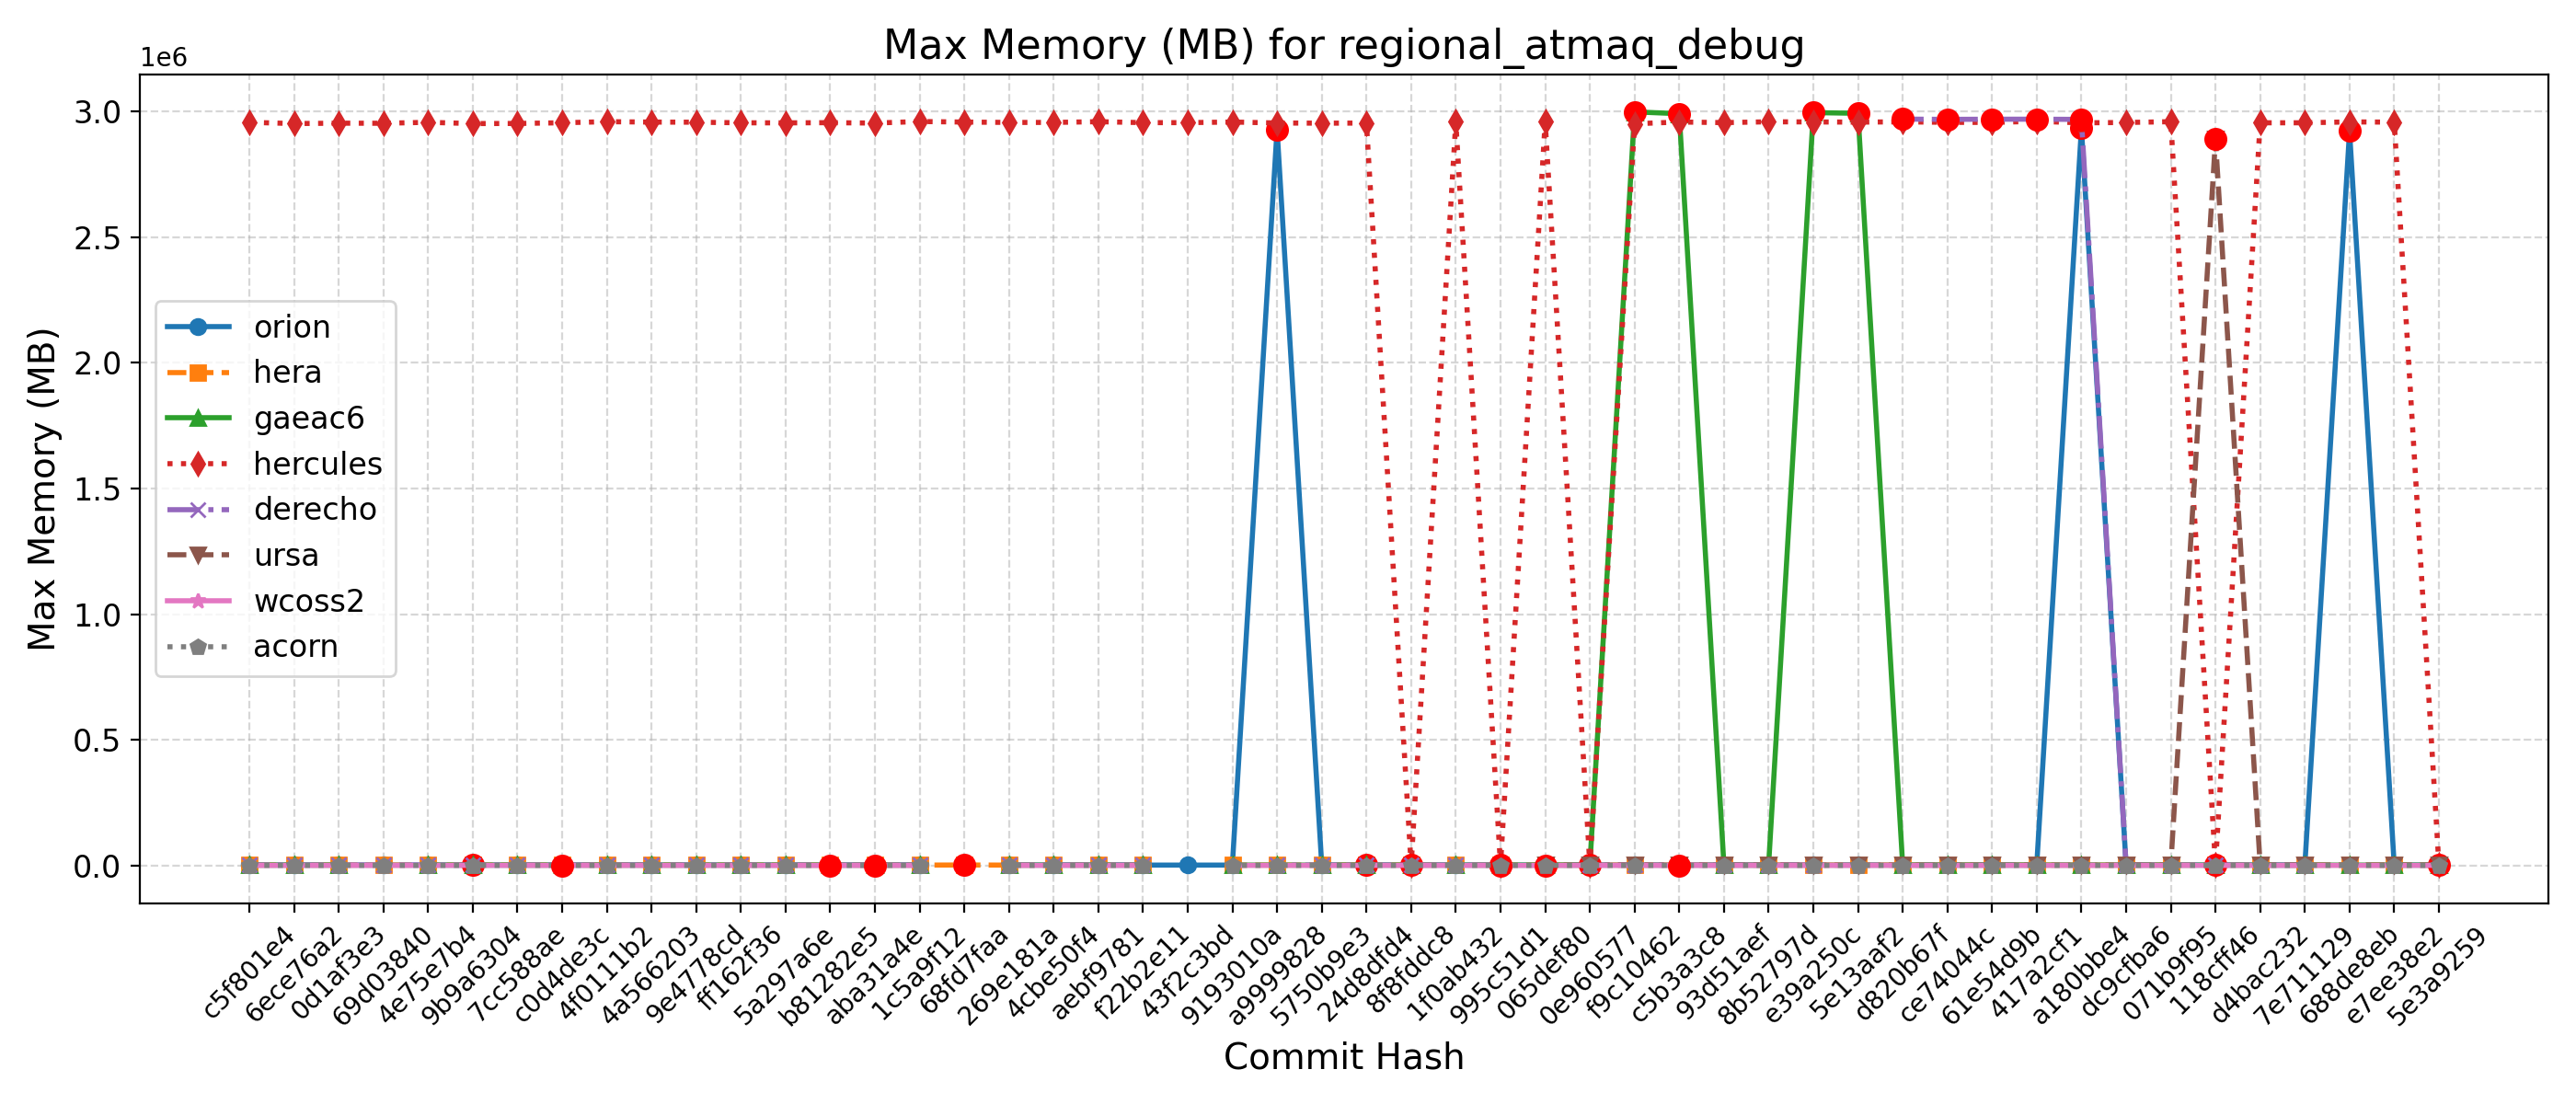 Max Memory (MB) for regional_atmaq_debug
1e6
3.0
2.5
2.0
1.5
1.0
0.5
0.0
Max Memory (MB)
orion
hera
gaeac6
hercules
derecho
ursa
wcoss2
acorn
c5f801e4
6ece76a2
0d1af3e3
69d03840
4e75e7b4
9b9a6304
7cc588ae
c0d4de3c
4f0111b2
4a566203
9e4778cd
ff162f36
5a297a6e
b81282e5
aba31a4e
1c5a9f12
68fd7faa
269e181a
4cbe50f4
aebf9781
f22b2e11
43f2c3bd
9193010a
a9999828
5750b9e3
24d8dfd4
8f8fddc8
1f0ab432
995c51d1
065def80
0e960577
f9c10462
c5b3a3c8
93d51aef
8b52797d
e39a250c
5e13aaf2
d820b67f
ce74044c
61e54d9b
417a2cf1
a180bbe4
dc9cfba6
071b9f95
118cff46
d4bac232
7e711129
688de8eb
e7ee38e2
5e3a9259
Commit Hash